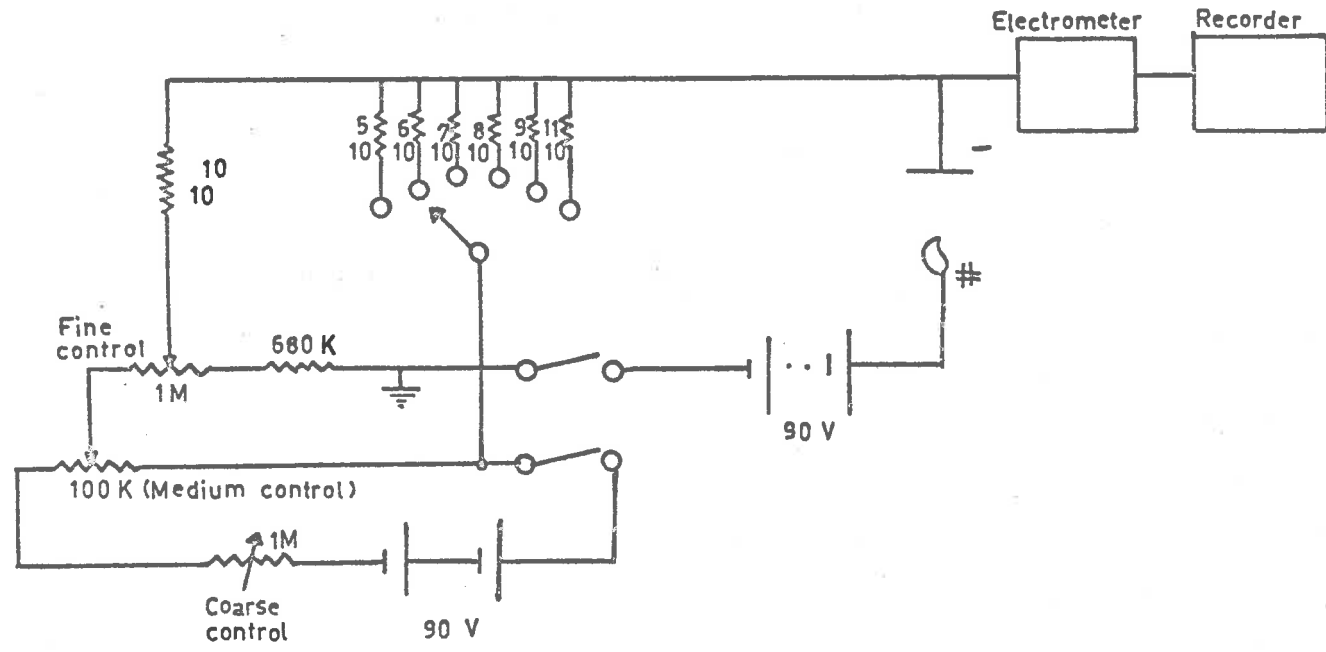 Electrometer
Recorder
5 6 7 8 9 11
10 10 10 10 10 10
10
10
Fine
control
680 K
1M
-
#
90 V
100 K (Medium control)
1M
Coarse
control
90 V